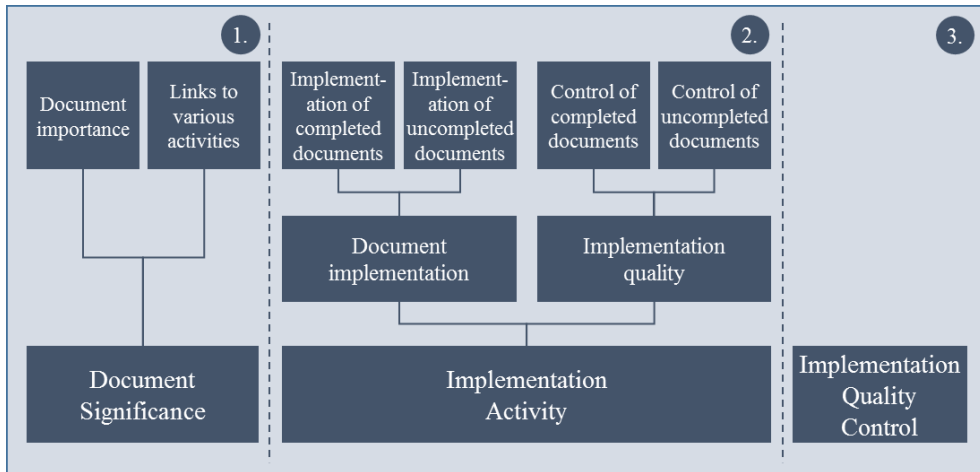 1.
2.
3.
Document
importance
Links to
various
activities
Implement-
ation of
completed
documents
Implement-
ation of
uncompleted
documents
Control of
completed
documents
Control of
uncompleted
documents
Document
implementation
Implementation
quality
Document
Significance
Implementation
Activity
Implementation
Quality
Control